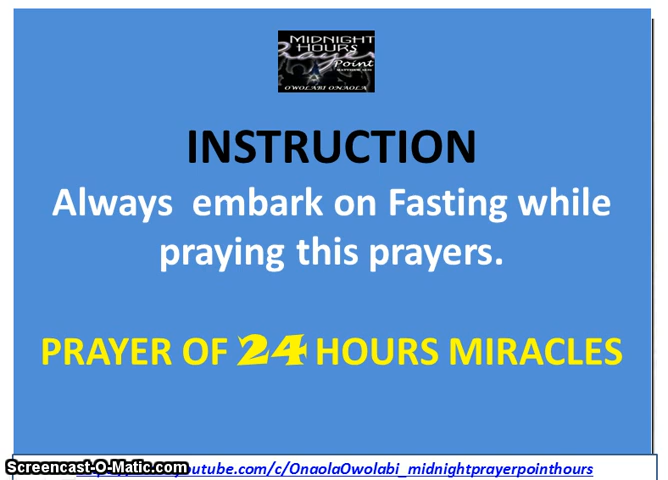 MIDNIGHT
HOURS
Prayer
Point
OWOLABI ONAOLA
INSTRUCTION
Always embark on Fasting while
praying this prayers.
PRAYER OF 24 HOURS MIRACLES
Screencast-O-Matic.com
youtube.com/c/OnaolaOwolabi_midnightprayerpointhours